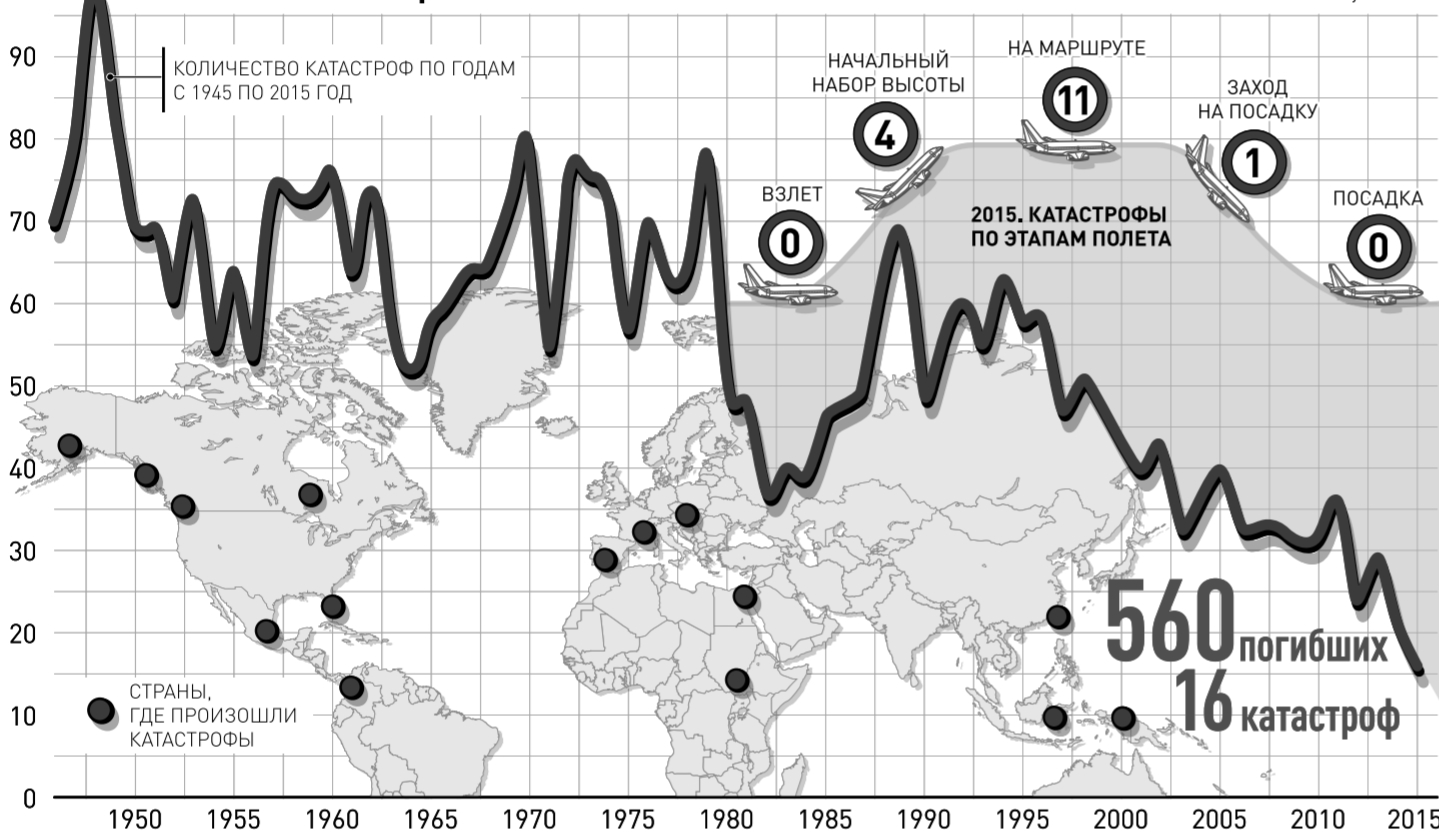 90
80
70
60
50
40
30
20
10
0
КОЛИЧЕСТВО КАТАСТРОФ ПО ГОДАМ
С 1945 ПО 2015 ГОД
ВЗЛЕТ
0
НАЧАЛЬНЫЙ
НАБОР ВЫСОТЫ
4
НА МАРШРУТЕ
11
ЗАХОД
НА ПОСАДКУ
1
ПОСАДКА
0
2015. КАТАСТРОФЫ
ПО ЭТАПАМ ПОЛЕТА
560 погибших
16 катастроф
СТРАНЫ,
ГДЕ ПРОИЗОШЛИ
КАТАСТРОФЫ
1950 1955 1960 1965 1970 1975 1980 1985 1990 1995 2000 2005 2010 2015